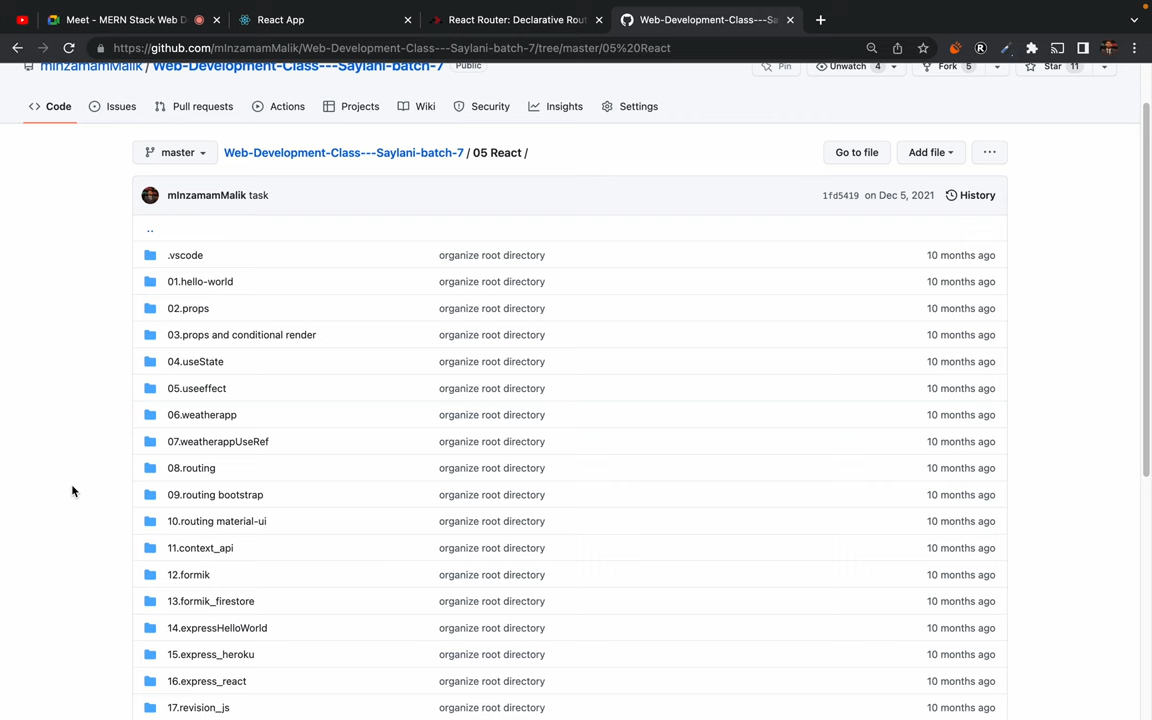 Meet - MERN Stack Web D
React App
React Router: Declarative Rout
Web-Development-Class---Sa
https://github.com/mInzamamMalik/Web-Development-Class---Saylani-batch-7/tree/master/05%20React
mInzamamMalik / Web-Development-Class---Saylani-batch-7 Public
Pin
Unwatch 4
Fork 5
Star 11
Code
Issues
Pull requests
Actions
Projects
Wiki
Security
Insights
Settings
master
Web-Development-Class---Saylani-batch-7 / 05 React /
Go to file
Add file
...
mInzamamMalik task 1fd5419 on Dec 5, 2021 History
..
.vscode organize root directory 10 months ago
01.hello-world organize root directory 10 months ago
02.props organize root directory 10 months ago
03.props and conditional render organize root directory 10 months ago
04.useState organize root directory 10 months ago
05.useeffect organize root directory 10 months ago
06.weatherapp organize root directory 10 months ago
07.weatherappUseRef organize root directory 10 months ago
08.routing organize root directory 10 months ago
09.routing bootstrap organize root directory 10 months ago
10.routing material-ui organize root directory 10 months ago
11.context_api organize root directory 10 months ago
12.formik organize root directory 10 months ago
13.formik_firestore organize root directory 10 months ago
14.expressHelloWorld organize root directory 10 months ago
15.express_heroku organize root directory 10 months ago
16.express_react organize root directory 10 months ago
17.revision_js organize root directory 10 months ago